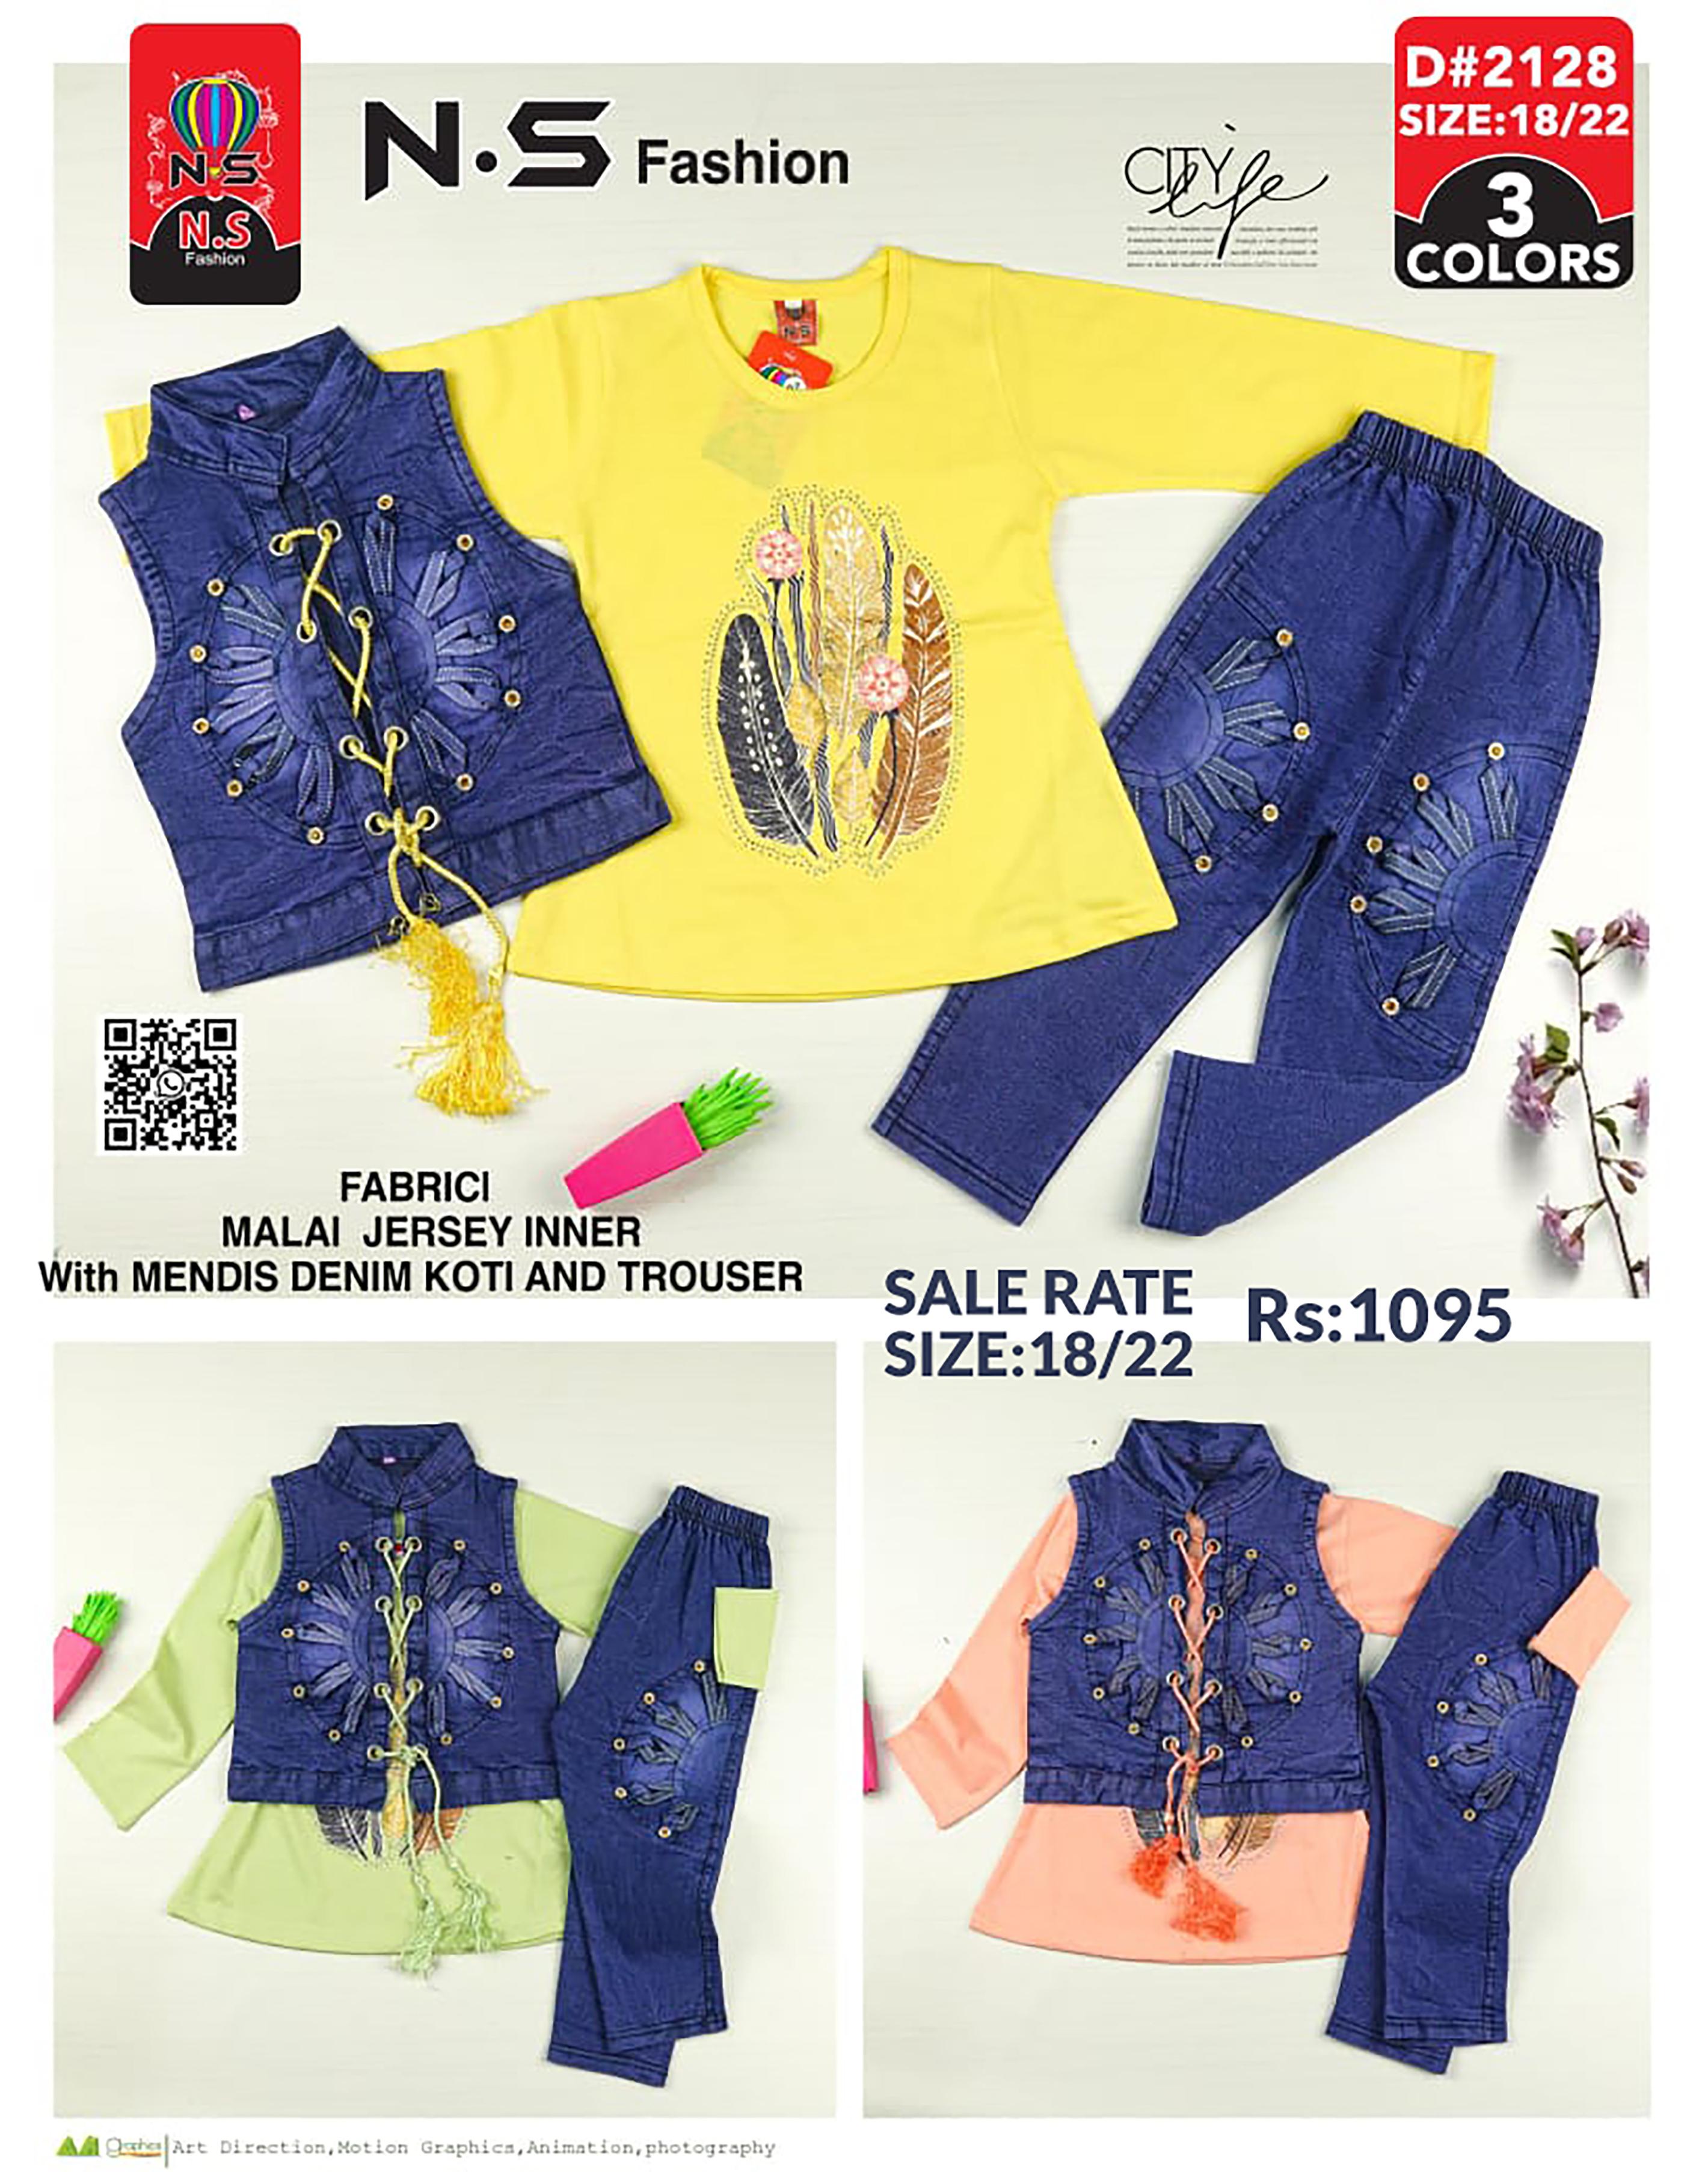 N.S
N.S
Fashion
N.S Fashion
CITY life
D#2128
SIZE:18/22
3
COLORS
N.S
FABRICI
MALAI JERSEY INNER
With MENDIS DENIM KOTI AND TROUSER
SALE RATE
SIZE:18/22
Rs:1095
graphics
Art Direction,Motion Graphics,Animation,photography